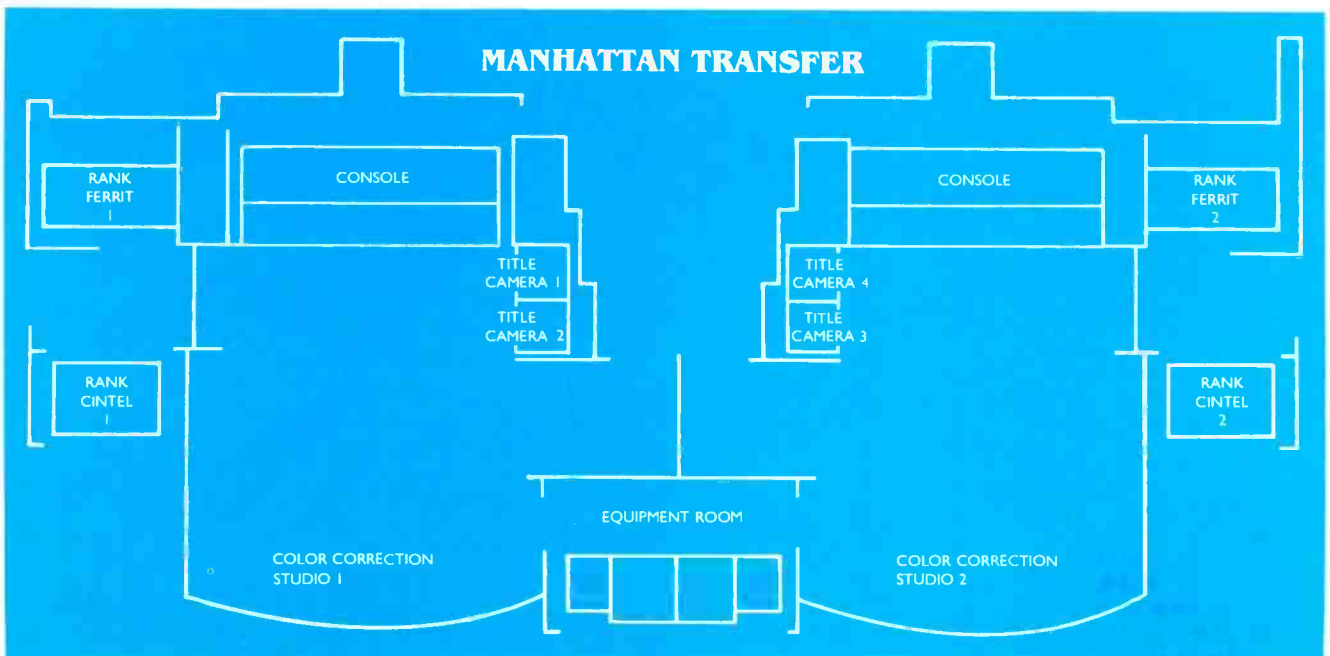 MANHATTAN TRANSFER
RANK
FERRIT
1
CONSOLE
CONSOLE
RANK
FERRIT
2
TITLE
CAMERA 1
TITLE
CAMERA 2
TITLE
CAMERA 4
TITLE
CAMERA 3
RANK
CINTEL
1
RANK
CINTEL
2
EQUIPMENT ROOM
COLOR CORRECTION
STUDIO 1
COLOR CORRECTION
STUDIO 2